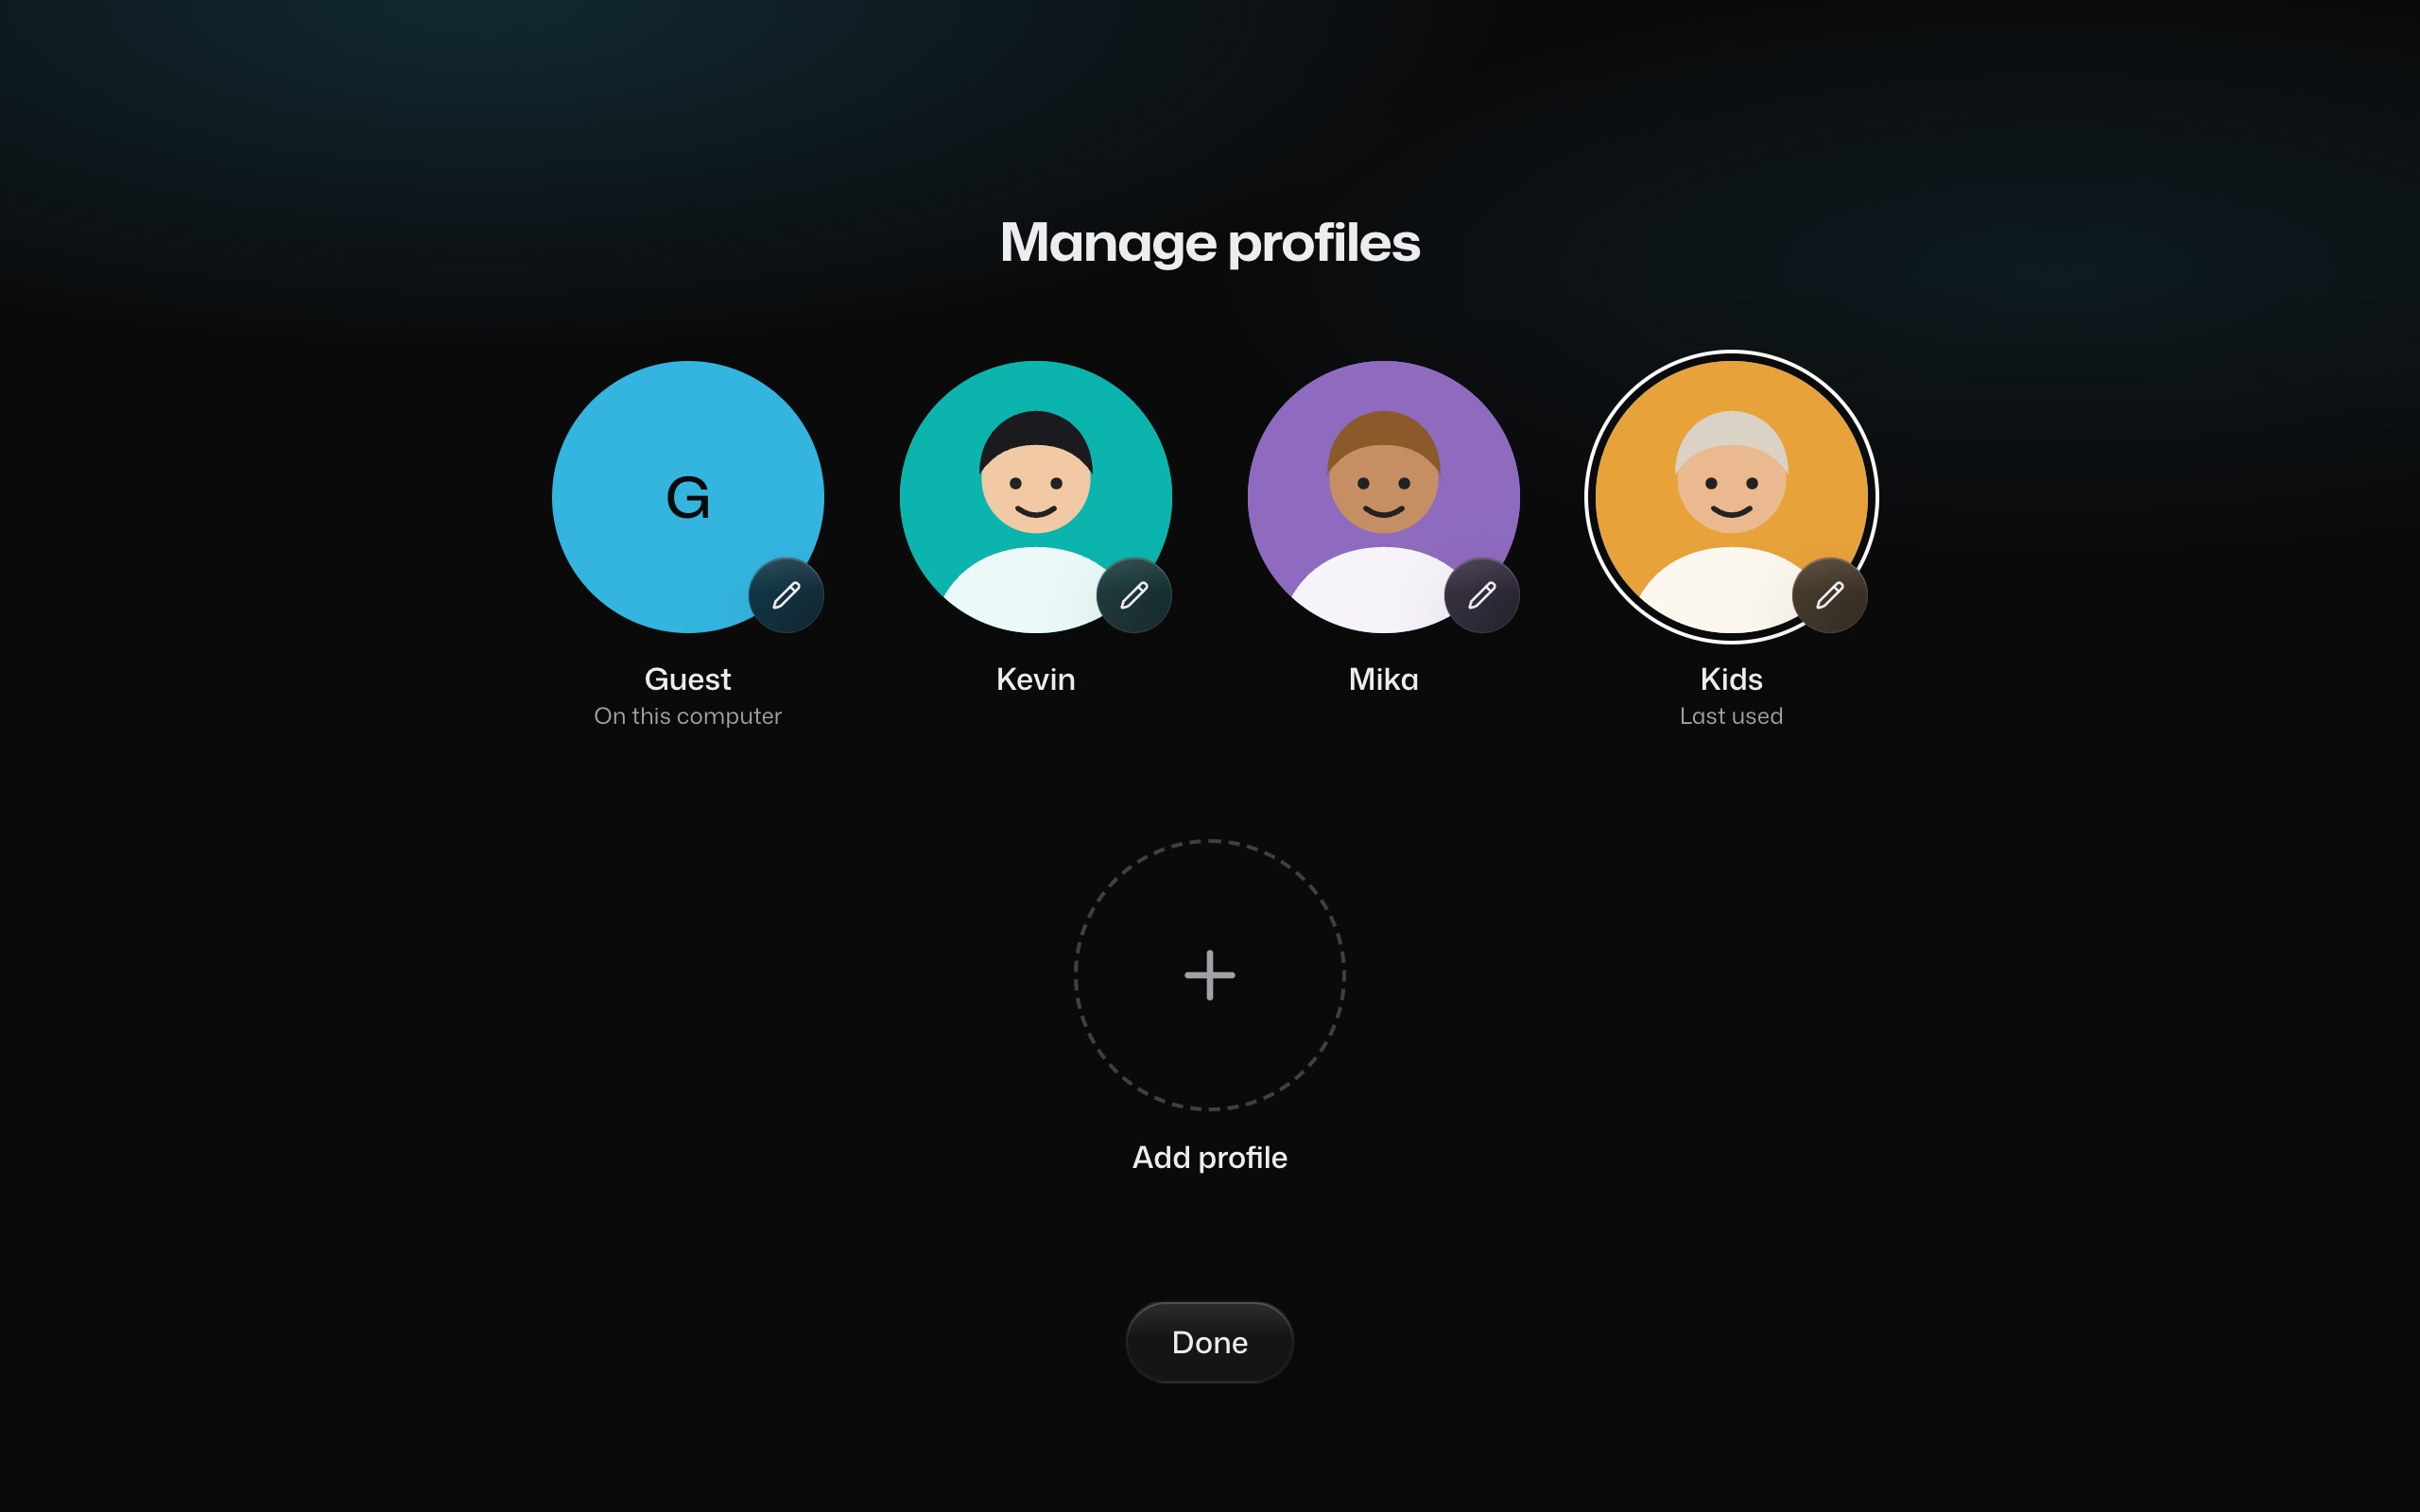 Manage profiles
G
Guest
On this computer
Kevin
Mika
Kids
Last used
Add profile
Done